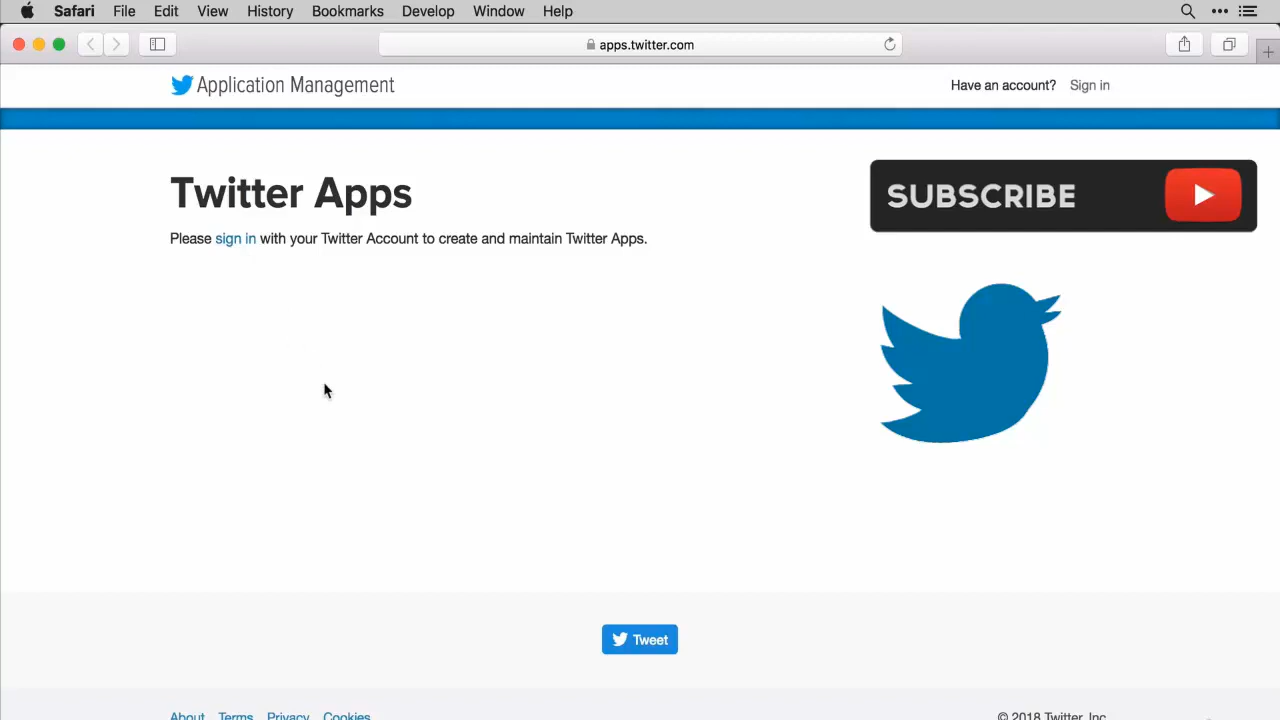 Safari File Edit View History Bookmarks Develop Window Help
apps.twitter.com
Application Management
Have an account? Sign in
Twitter Apps
SUBSCRIBE
Please sign in with your Twitter Account to create and maintain Twitter Apps.
Tweet
About Terms Privacy Cookies
© 2018 Twitter, Inc.